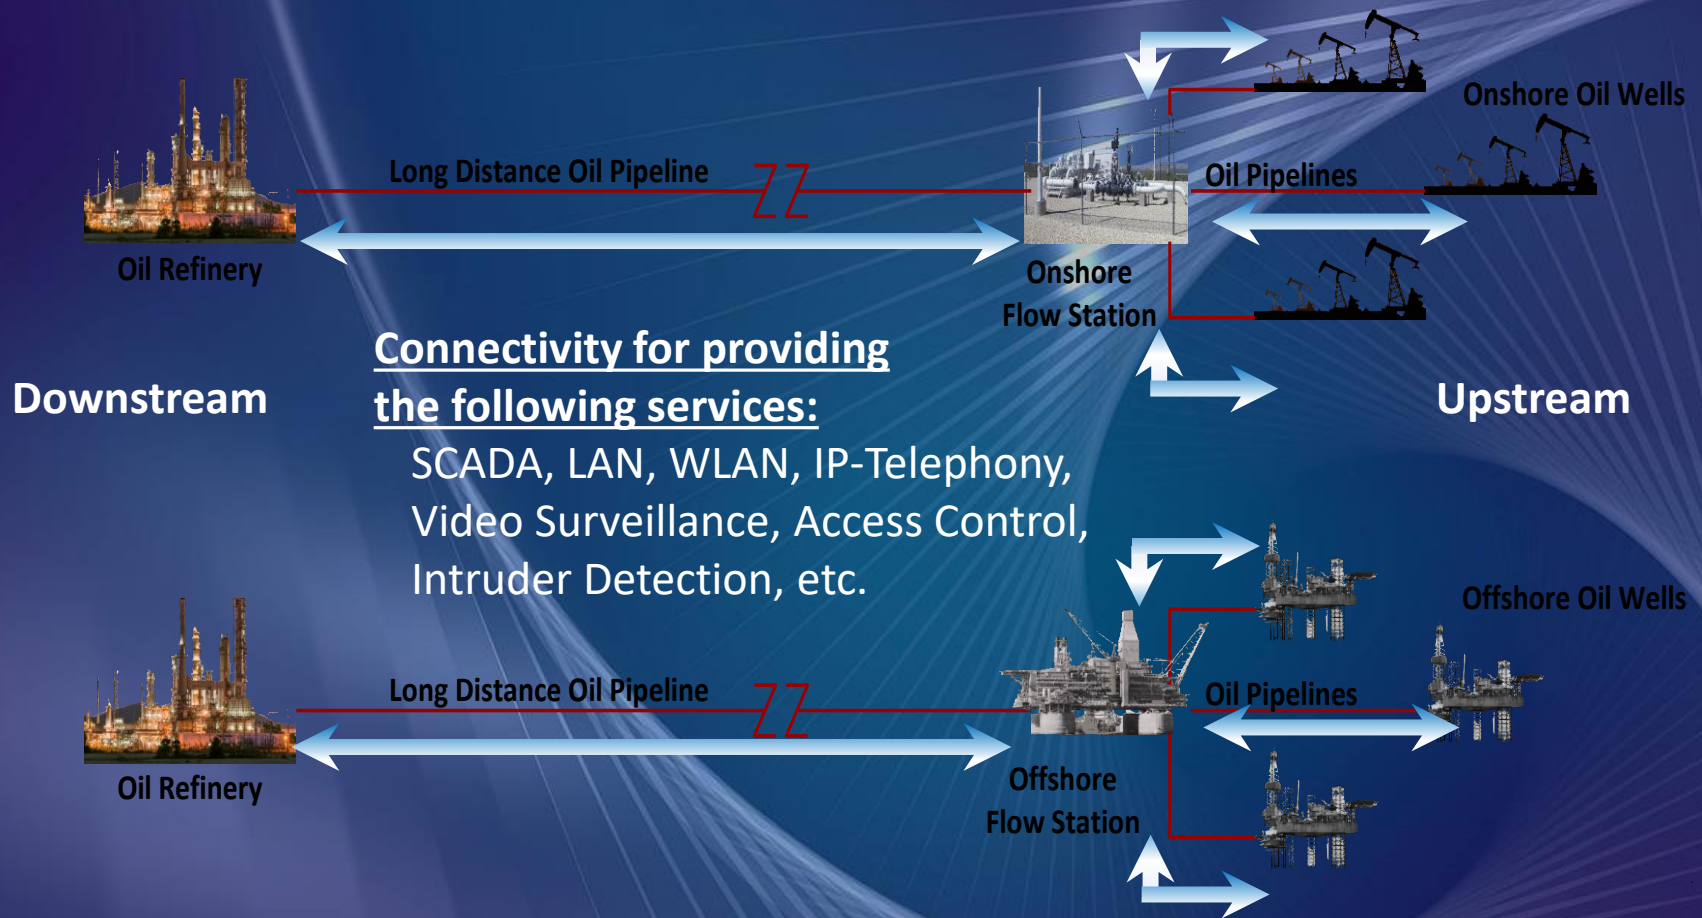 Onshore Oil Wells
Long Distance Oil Pipeline
Oil Pipelines
Oil Refinery
Onshore
Flow Station
Connectivity for providing
the following services:
Downstream
Upstream
SCADA, LAN, WLAN, IP-Telephony,
Video Surveillance, Access Control,
Intruder Detection, etc.
Offshore Oil Wells
Long Distance Oil Pipeline
Oil Pipelines
Oil Refinery
Offshore
Flow Station